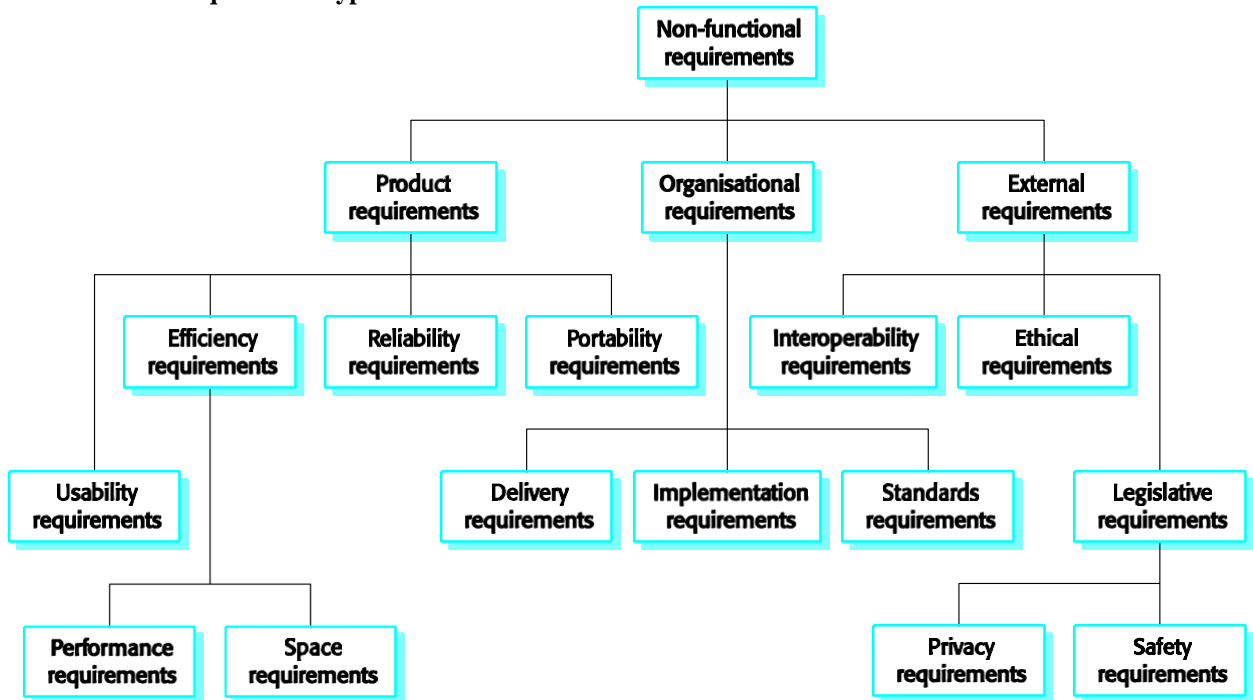 Non-functional
requirements
Product
requirements
Organisational
requirements
External
requirements
Efficiency
requirements
Reliability
requirements
Portability
requirements
Interoperability
requirements
Ethical
requirements
Usability
requirements
Delivery
requirements
Implementation
requirements
Standards
requirements
Legislative
requirements
Performance
requirements
Space
requirements
Privacy
requirements
Safety
requirements